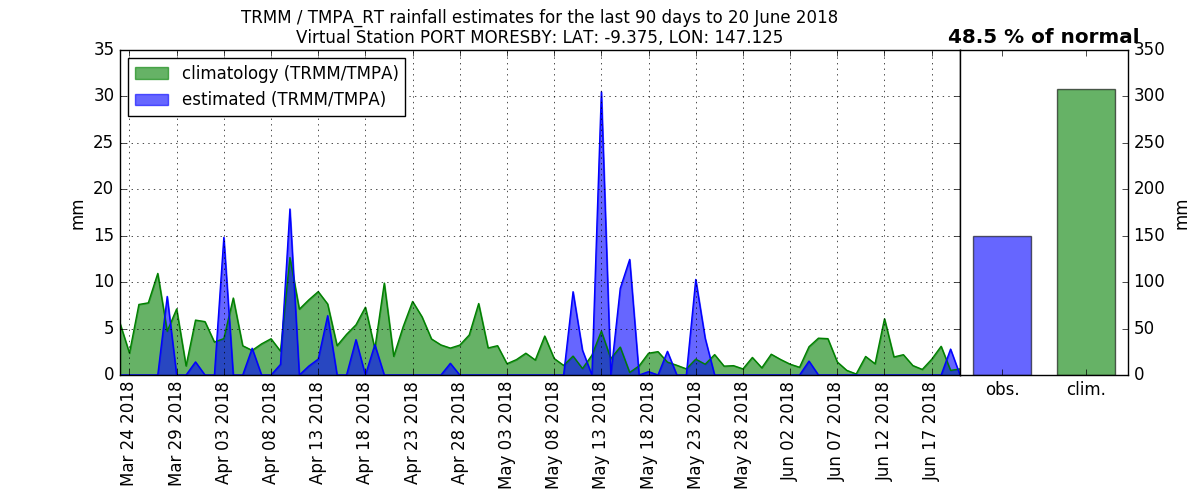 TRMM / TMPA_RT rainfall estimates for the last 90 days to 20 June 2018
Virtual Station PORT MORESBY: LAT: -9.375, LON: 147.125
48.5 % of normal
climatology (TRMM/TMPA)
estimated (TRMM/TMPA)
mm
35
30
25
20
15
10
5
0
Mar 24 2018
Mar 29 2018
Apr 03 2018
Apr 08 2018
Apr 13 2018
Apr 18 2018
Apr 23 2018
Apr 28 2018
May 03 2018
May 08 2018
May 13 2018
May 18 2018
May 23 2018
May 28 2018
Jun 02 2018
Jun 07 2018
Jun 12 2018
Jun 17 2018
obs.
clim.
350
300
250
200
150
100
50
0
mm